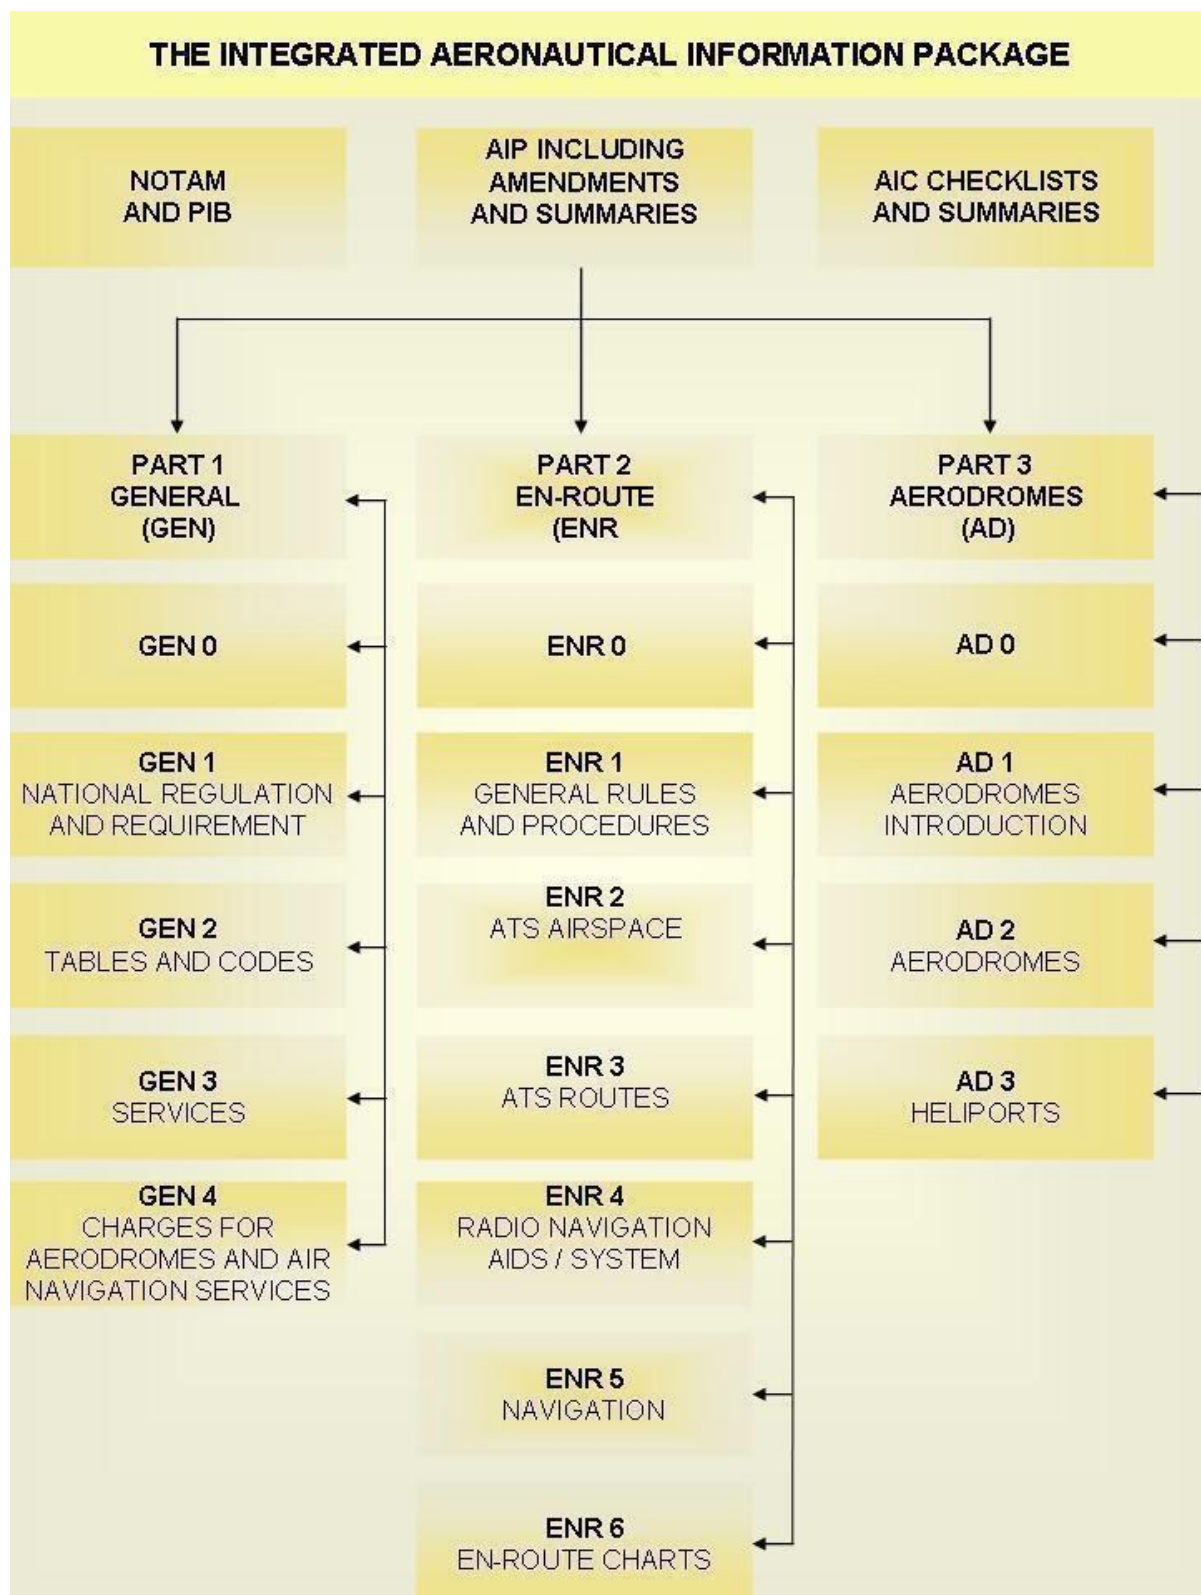 THE INTEGRATED AERONAUTICAL INFORMATION PACKAGE
NOTAM
AND PIB
AIP INCLUDING
AMENDMENTS
AND SUMMARIES
AIC CHECKLISTS
AND SUMMARIES
PART 1
GENERAL
(GEN)
PART 2
EN-ROUTE
(ENR
PART 3
AERODROMES
(AD)
GEN 0
ENR 0
AD 0
GEN 1
NATIONAL REGULATION
AND REQUIREMENT
ENR 1
GENERAL RULES
AND PROCEDURES
AD 1
AERODROMES
INTRODUCTION
GEN 2
TABLES AND CODES
ENR 2
ATS AIRSPACE
AD 2
AERODROMES
GEN 3
SERVICES
ENR 3
ATS ROUTES
AD 3
HELIPORTS
GEN 4
CHARGES FOR
AERODROMES AND AIR
NAVIGATION SERVICES
ENR 4
RADIO NAVIGATION
AIDS / SYSTEM
ENR 5
NAVIGATION
ENR 6
EN-ROUTE CHARTS